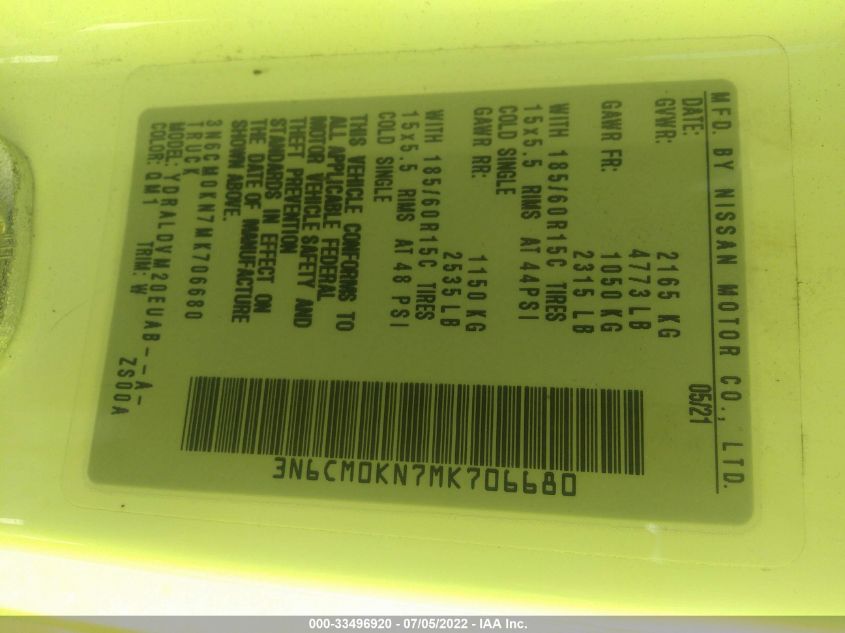 MFD. BY NISSAN MOTOR CO., LTD.
DATE: 05/21
GVWR: 2165 KG
4773 LB
GAWR FR: 1050 KG
2315 LB
WITH 185/60R15C TIRES
15x5.5 RIMS AT 44 PSI
COLD SINGLE
GAWR RR: 1150 KG
2535 LB
WITH 185/60R15C TIRES
15x5.5 RIMS AT 48 PSI
COLD SINGLE
THIS VEHICLE CONFORMS TO
ALL APPLICABLE FEDERAL
MOTOR VEHICLE SAFETY AND
THEFT PREVENTION
STANDARDS IN EFFECT ON
THE DATE OF MANUFACTURE
SHOWN ABOVE.
3N6CM0KN7MK706680
TRUCK
MODEL: YDRALDVM20EUAB--A-
COLOR: QM1 TRIM: W ZS00A
3N6CM0KN7MK706680
000-33496920 - 07/05/2022 - IAA Inc.